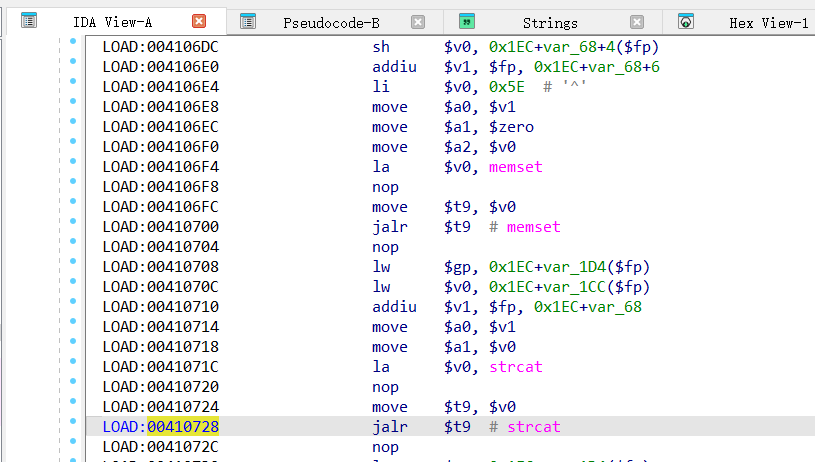 IDA View-A Pseudocode-B Strings Hex View-1
LOAD:004106DC sh $v0, 0x1EC+var_68+4($fp)
LOAD:004106E0 addiu $v1, $fp, 0x1EC+var_68+6
LOAD:004106E4 li $v0, 0x5E # '^'
LOAD:004106E8 move $a0, $v1
LOAD:004106EC move $a1, $zero
LOAD:004106F0 move $a2, $v0
LOAD:004106F4 la $v0, memset
LOAD:004106F8 nop
LOAD:004106FC move $t9, $v0
LOAD:00410700 jalr $t9 # memset
LOAD:00410704 nop
LOAD:00410708 lw $gp, 0x1EC+var_1D4($fp)
LOAD:0041070C lw $v0, 0x1EC+var_1CC($fp)
LOAD:00410710 addiu $v1, $fp, 0x1EC+var_68
LOAD:00410714 move $a0, $v1
LOAD:00410718 move $a1, $v0
LOAD:0041071C la $v0, strcat
LOAD:00410720 nop
LOAD:00410724 move $t9, $v0
LOAD:00410728 jalr $t9 # strcat
LOAD:0041072C nop